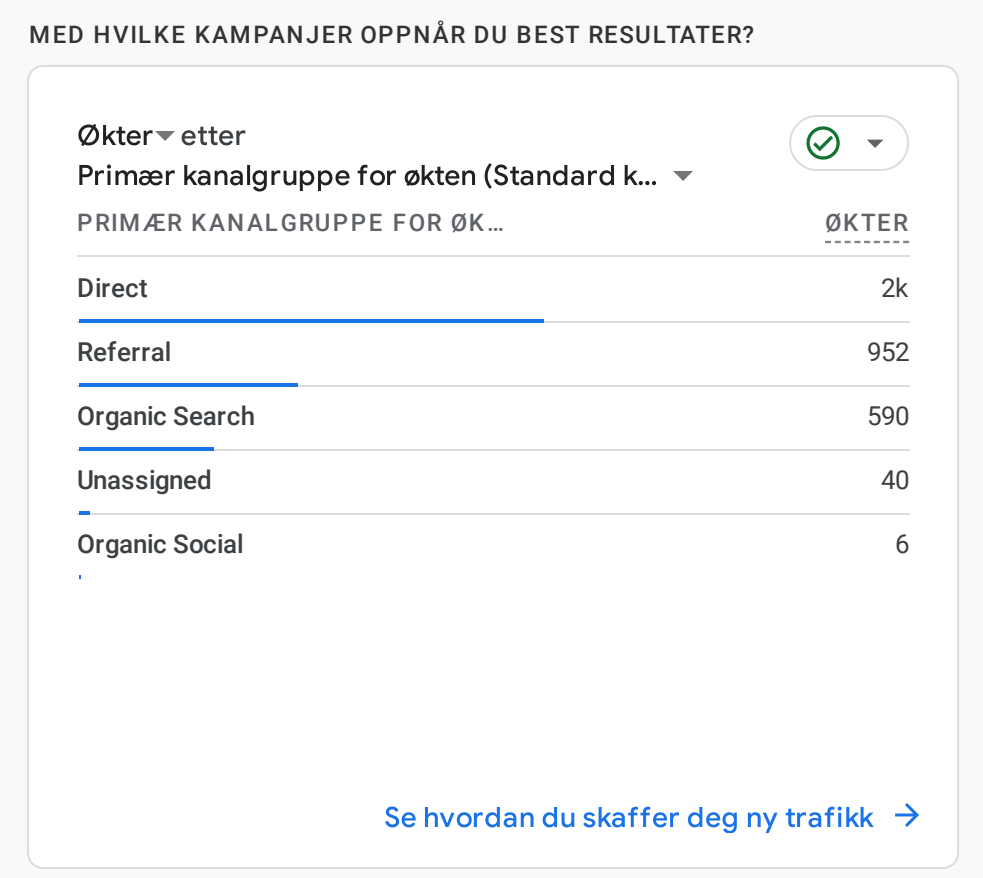 MED HVILKE KAMPANJER OPPNÅR DU BEST RESULTATER?
Økter etter
Primær kanalgruppe for økten (Standard k...
PRIMÆR KANALGRUPPE FOR ØK... ØKTER
Direct 2k
Referral 952
Organic Search 590
Unassigned 40
Organic Social 6
Se hvordan du skaffer deg ny trafikk